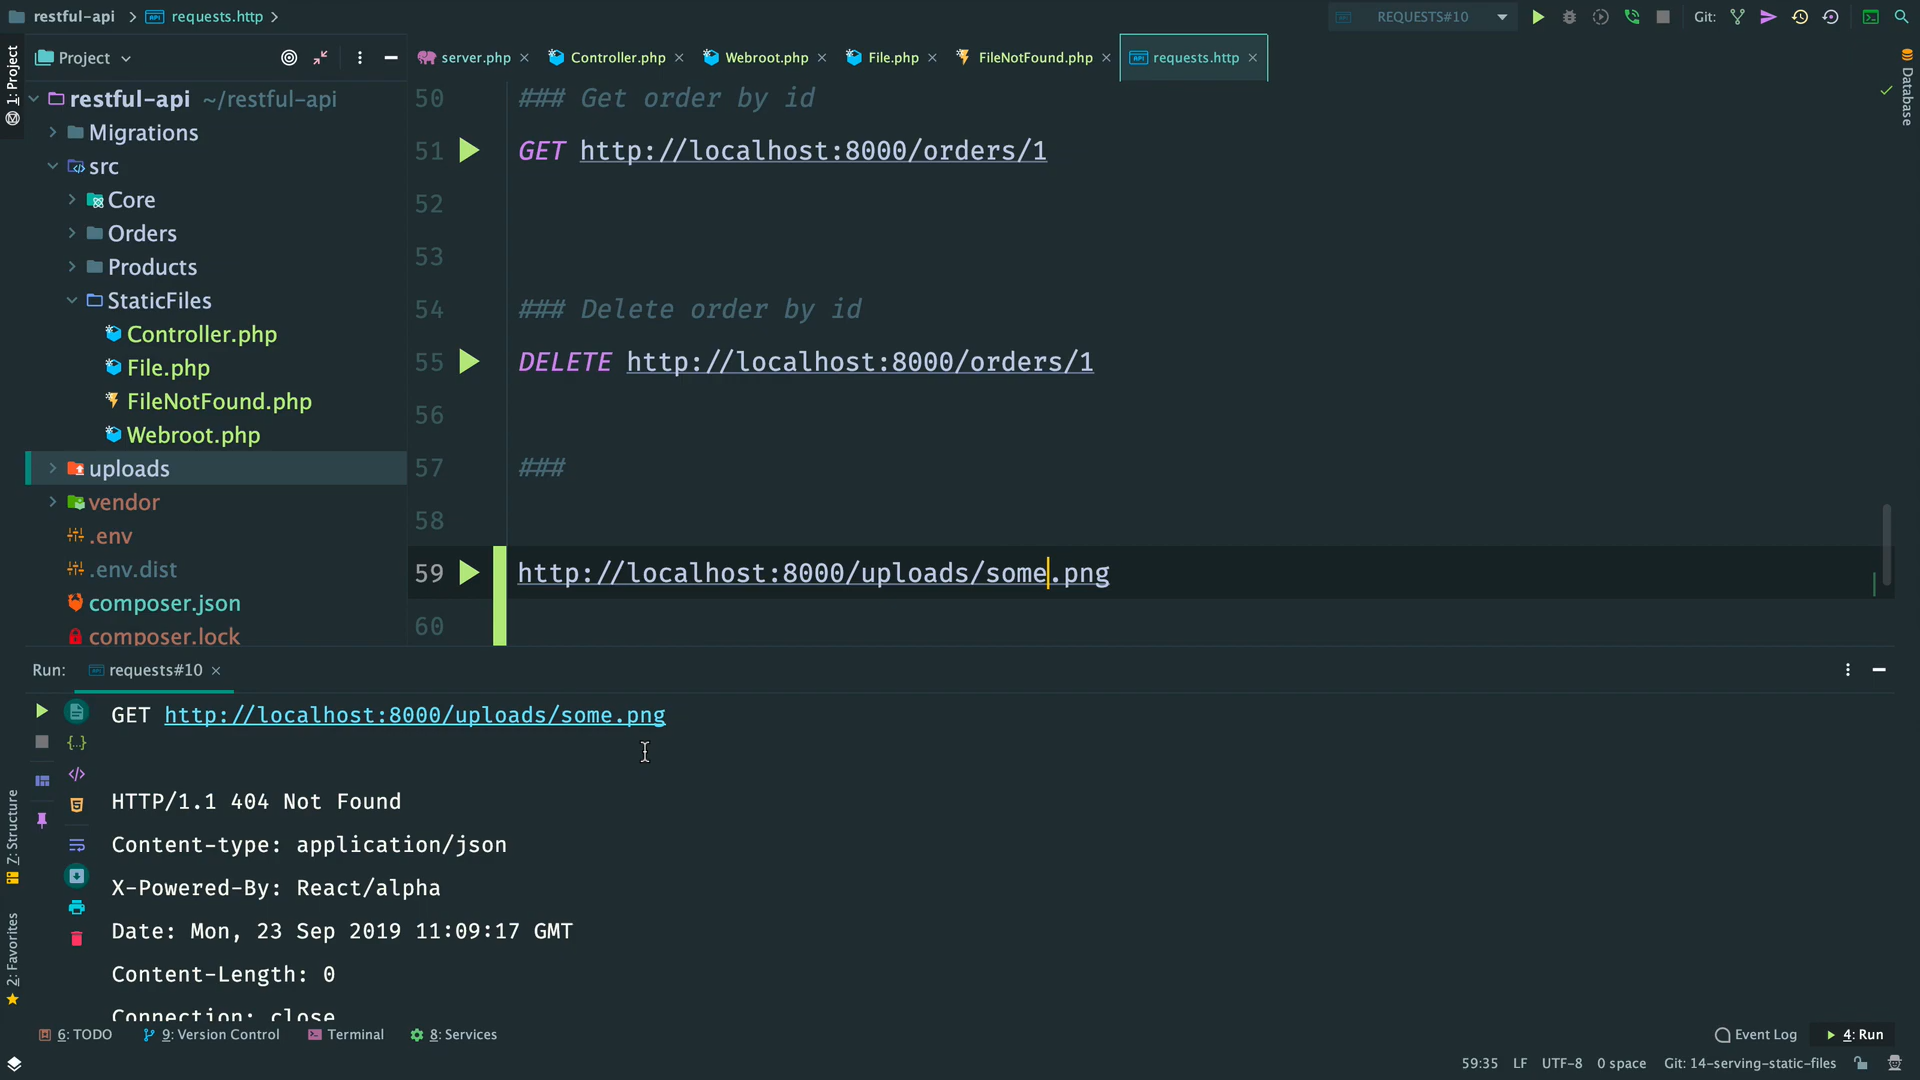 restful-api
requests.http
REQUESTS#10
Git:
1: Project
Project
server.php
Controller.php
Webroot.php
File.php
FileNotFound.php
requests.http
Database
restful-api ~/restful-api
Migrations
src
Core
Orders
Products
StaticFiles
Controller.php
File.php
FileNotFound.php
Webroot.php
uploads
vendor
.env
.env.dist
composer.json
composer.lock
50 ### Get order by id
51 GET http://localhost:8000/orders/1
52
53
54 ### Delete order by id
55 DELETE http://localhost:8000/orders/1
56
57 ###
58
59 http://localhost:8000/uploads/some.png
60
Run: requests#10
GET http://localhost:8000/uploads/some.png
HTTP/1.1 404 Not Found
Content-type: application/json
X-Powered-By: React/alpha
Date: Mon, 23 Sep 2019 11:09:17 GMT
Content-Length: 0
Connection: close
Z: Structure
2: Favorites
6: TODO
9: Version Control
Terminal
8: Services
Event Log
4: Run
59:35 LF UTF-8 0 space Git: 14-serving-static-files